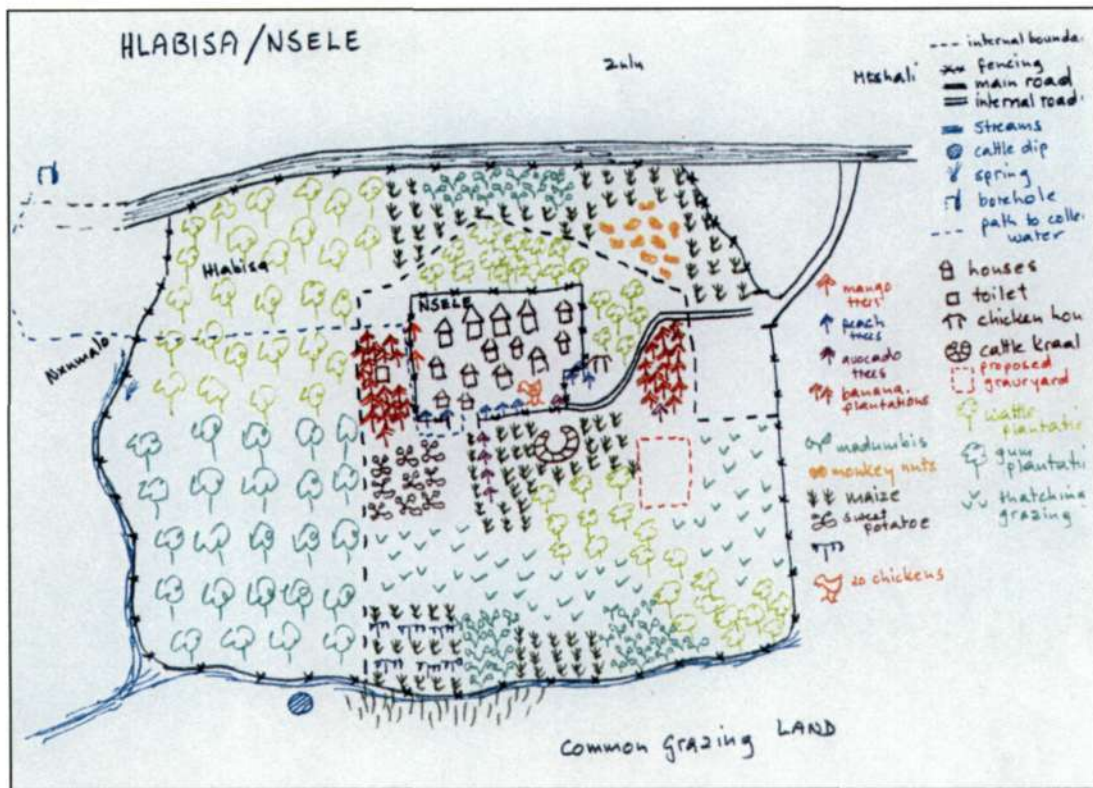 HLABISA/NSELE
Zulu
Mtshali
Hlabisa
NSELE
Nxumalo
Common grazing LAND
internal bounda
fencing
main road
internal road
streams
cattle dip
spring
borehole
path to colle
water
houses
toilet
chicken hou
cattle kraal
proposed
graveyard
wattle
plantatio
gum
plantati
thatching
grazing
mango
trees
peach
trees
avocado
trees
banana
plantations
madumbis
monkey nuts
maize
sweet
potatoe
20 chickens